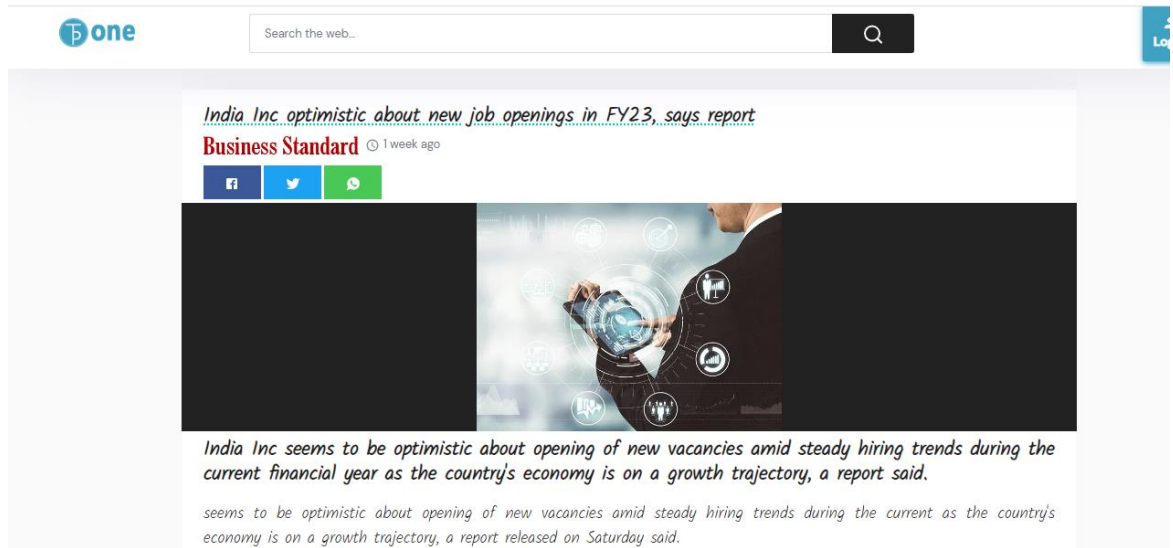 one
Search the web...
India Inc optimistic about new job openings in FY23, says report
Business Standard 1 week ago
India Inc seems to be optimistic about opening of new vacancies amid steady hiring trends during the
current financial year as the country's economy is on a growth trajectory, a report said.
seems to be optimistic about opening of new vacancies amid steady hiring trends during the current as the country's
economy is on a growth trajectory, a report released on Saturday said.